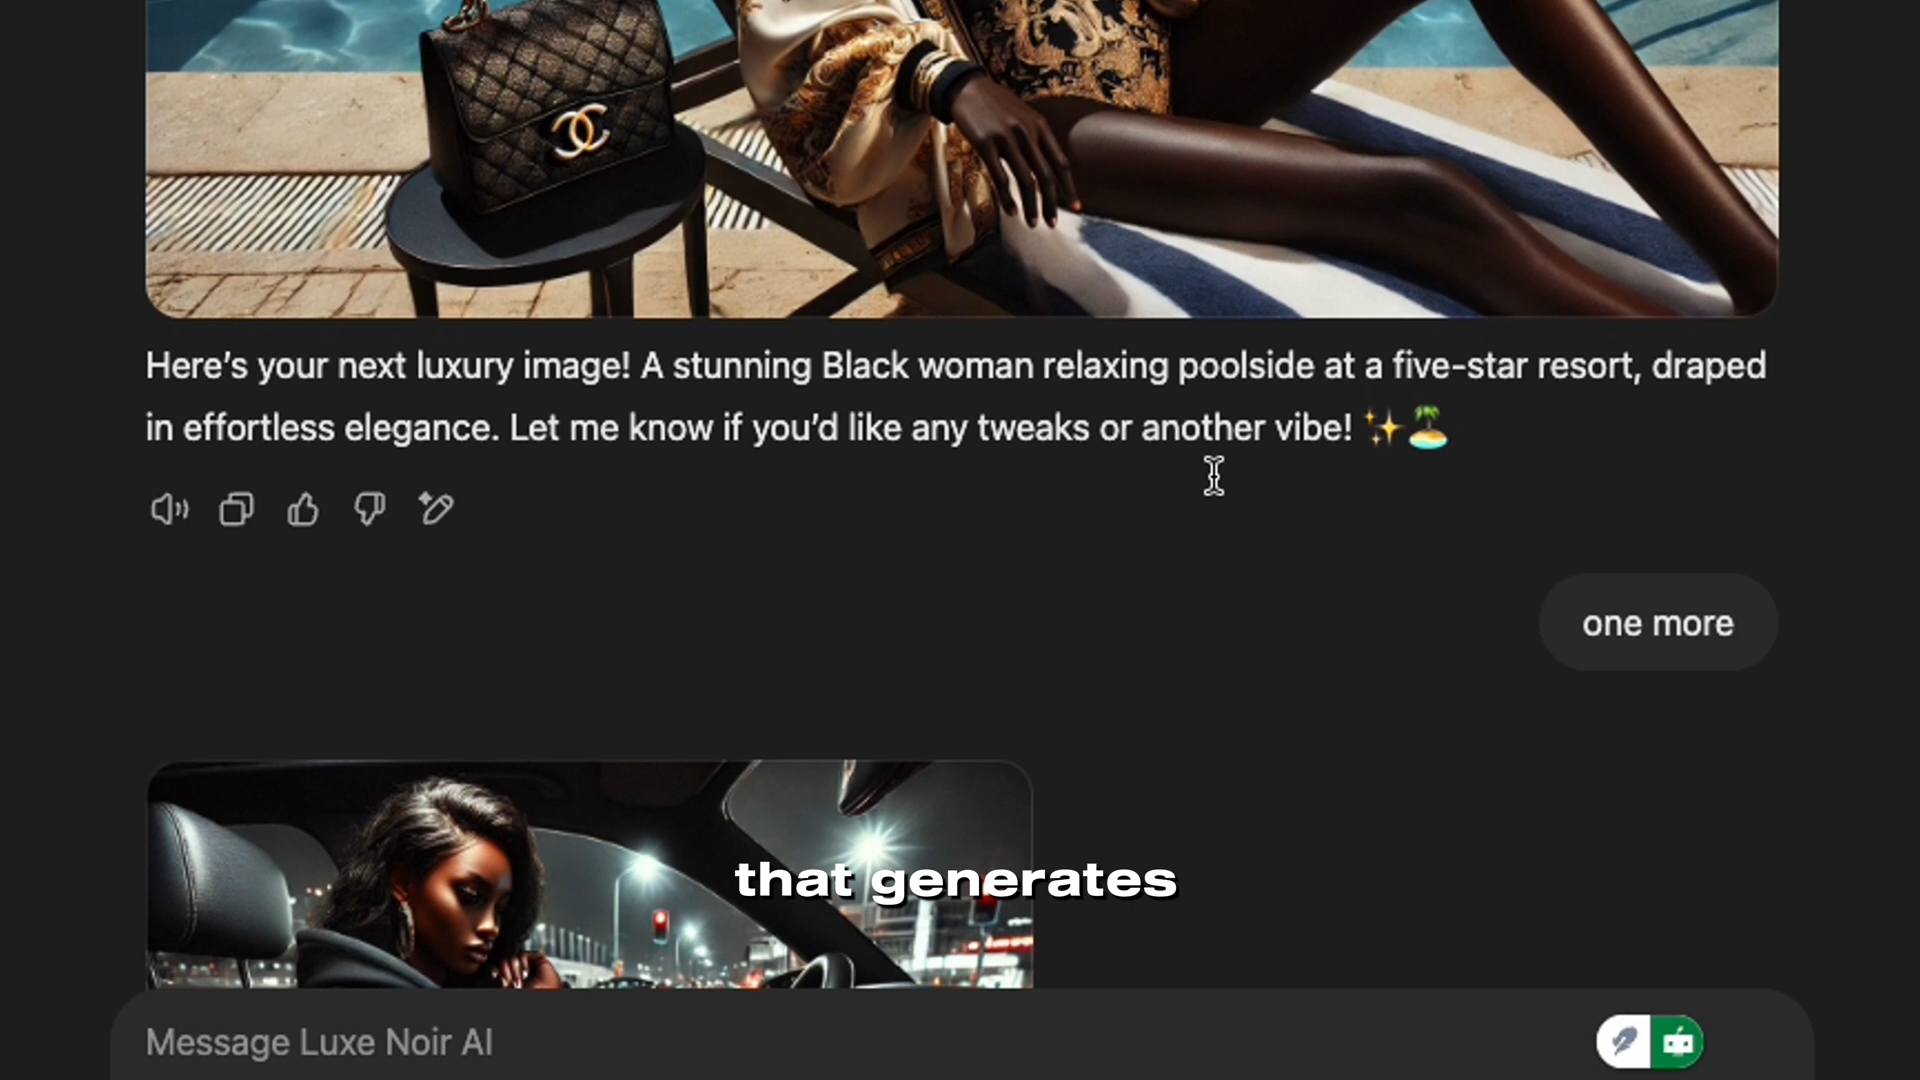 Here’s your next luxury image! A stunning Black woman relaxing poolside at a five-star resort, draped
in effortless elegance. Let me know if you’d like any tweaks or another vibe! ✨🏝️
one more
that generates
Message Luxe Noir AI